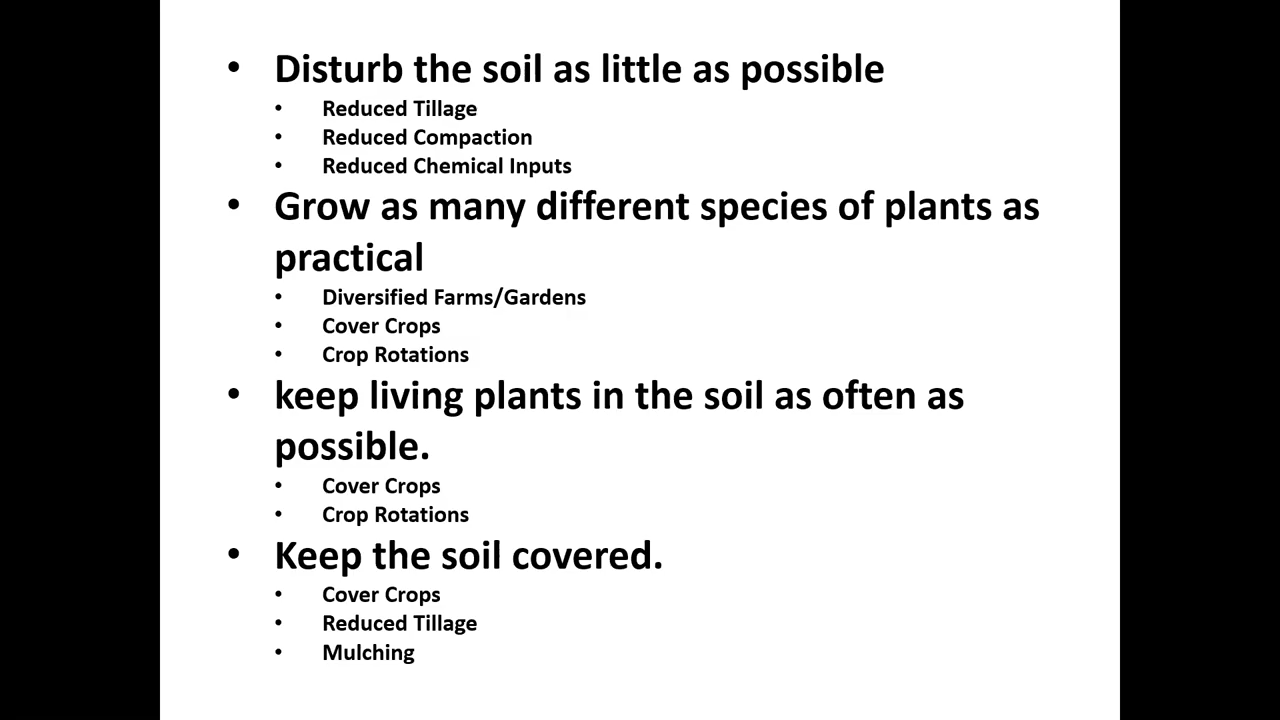 • Disturb the soil as little as possible
• Reduced Tillage
• Reduced Compaction
• Reduced Chemical Inputs
• Grow as many different species of plants as
practical
• Diversified Farms/Gardens
• Cover Crops
• Crop Rotations
• keep living plants in the soil as often as
possible.
• Cover Crops
• Crop Rotations
• Keep the soil covered.
• Cover Crops
• Reduced Tillage
• Mulching